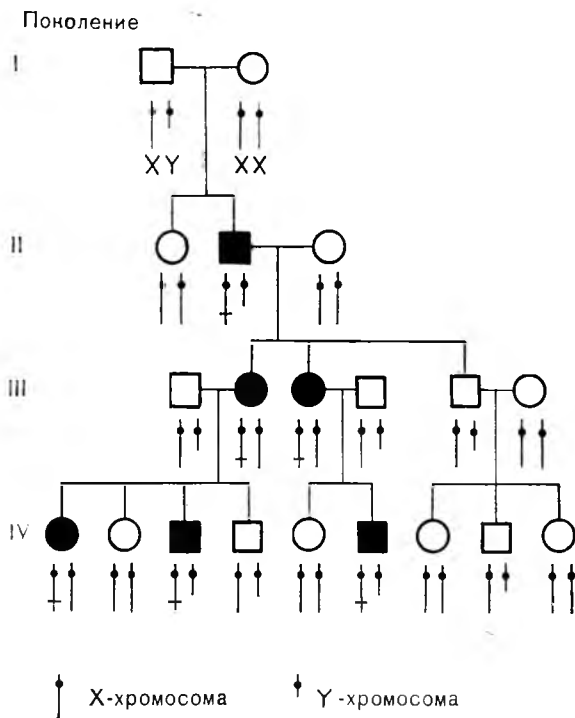 Поколение
I
XY XX
II
III
IV
X-хромосома Y-хромосома